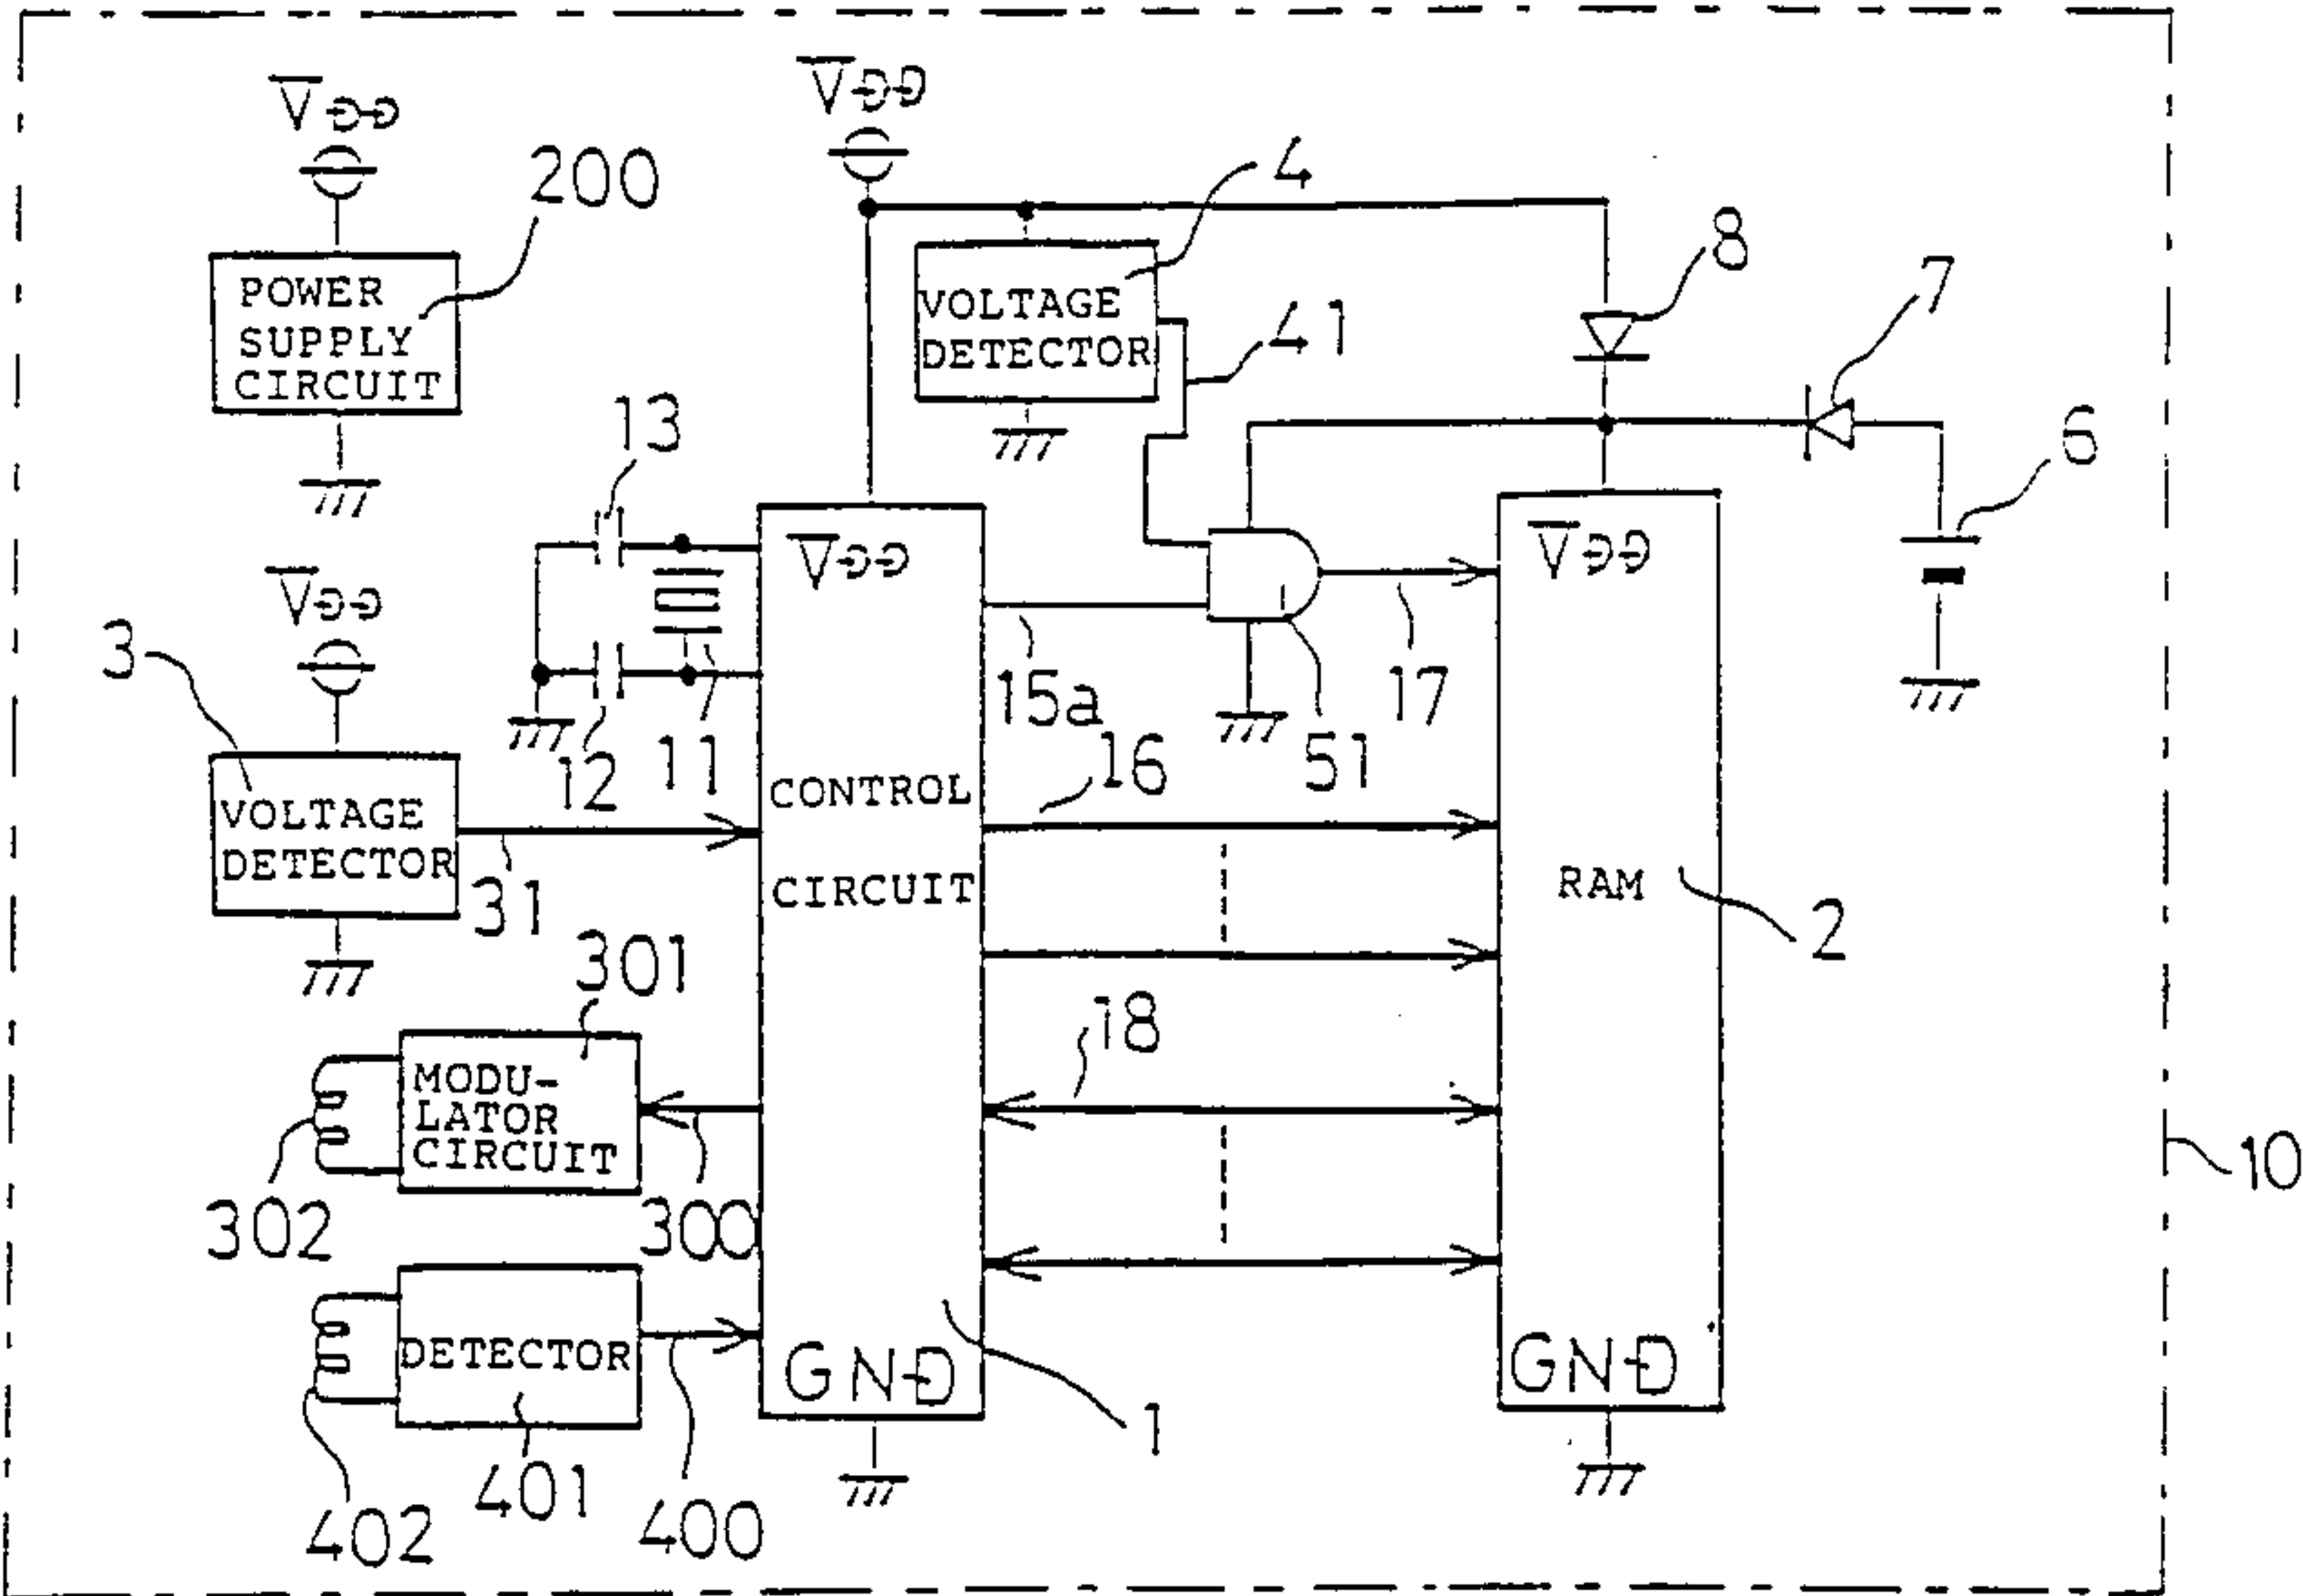 VDD
VDD
200
4
POWER
SUPPLY
CIRCUIT
VOLTAGE
DETECTOR
41
8
7
6
13
VDD
VDD
VDD
3
12
11
15a
17
51
VOLTAGE
DETECTOR
31
CONTROL
CIRCUIT
16
RAM
2
301
MODU-
LATOR
CIRCUIT
302
300
18
10
DETECTOR
401
402
400
GND
1
GND